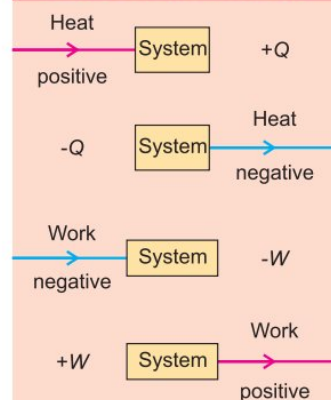 Heat
System
+Q
positive
Heat
-Q
System
negative
Work
System
-W
negative
Work
+W
System
positive